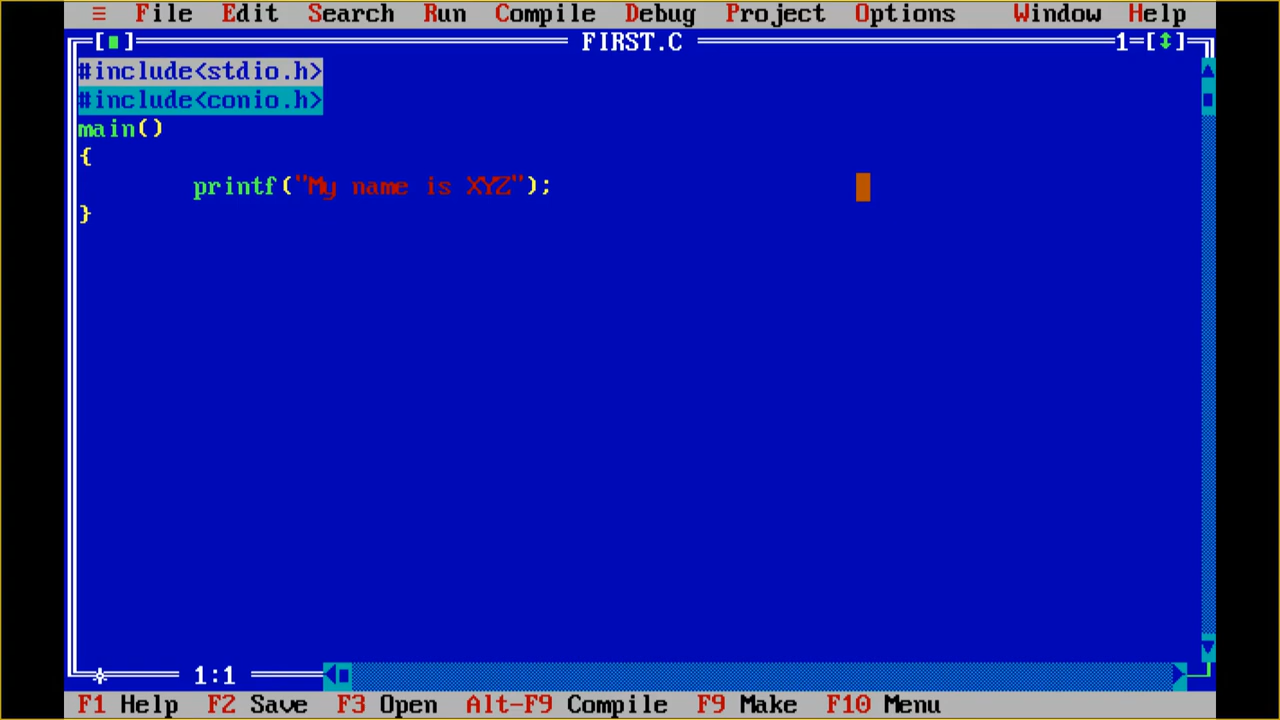 ≡ File Edit Search Run Compile Debug Project Options Window Help
[■] FIRST.C 1=[↕]
#include<stdio.h>
#include<conio.h>
main()
{
printf("My name is XYZ");
}
1:1
F1 Help F2 Save F3 Open Alt-F9 Compile F9 Make F10 Menu